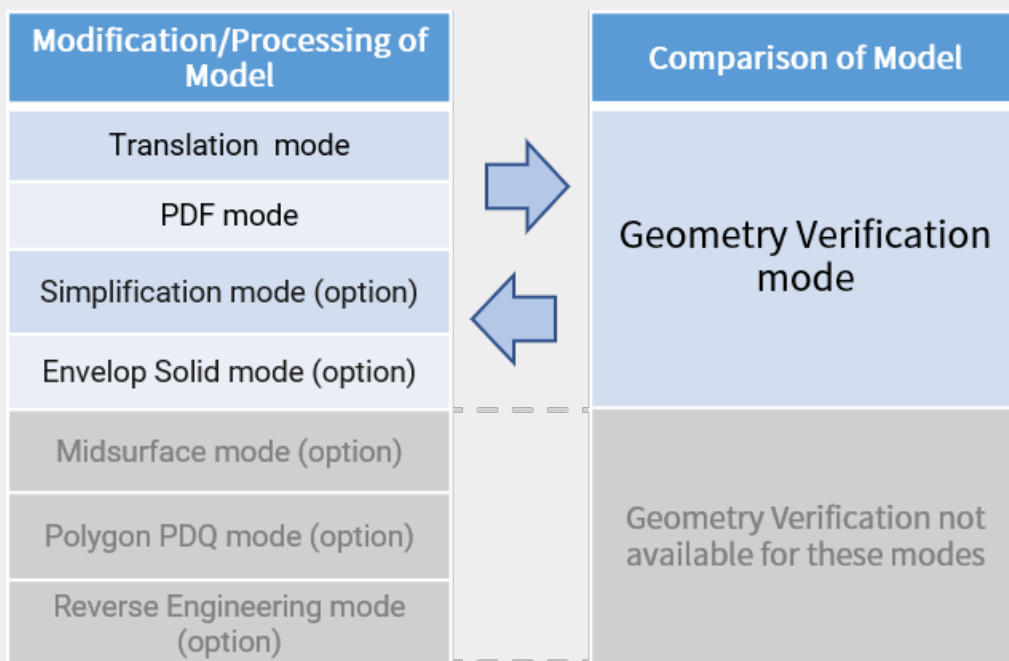 Modification/Processing of
Model
Translation mode
PDF mode
Simplification mode (option)
Envelop Solid mode (option)
Midsurface mode (option)
Polygon PDQ mode (option)
Reverse Engineering mode
(option)
Comparison of Model
Geometry Verification
mode
Geometry Verification not
available for these modes